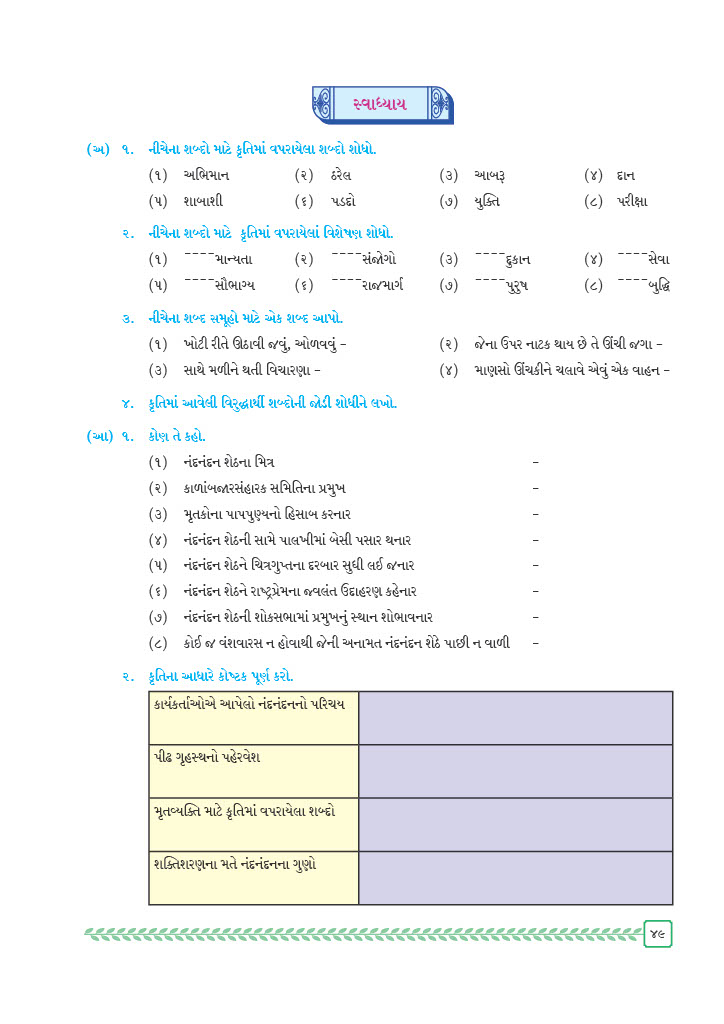 સ્વાધ્યાય
(અ) ૧. નીચેના શબ્દો માટે કૃતિમાં વપરાયેલા શબ્દો શોધો.
(૧) અભિમાન (૨) ઠરેલ (૩) આબરૂ (૪) દાન
(૫) શાબાશી (૬) પડદો (૭) યુક્તિ (૮) પરીક્ષા
૨. નીચેના શબ્દો માટે કૃતિમાં વપરાયેલાં વિશેષણ શોધો.
(૧) ----માન્યતા (૨) ----સંજોગો (૩) ----દુકાન (૪) ----સેવા
(૫) ----સૌભાગ્ય (૬) ----રાજમાર્ગ (૭) ----પુરુષ (૮) ----બુદ્ધિ
૩. નીચેના શબ્દ સમૂહો માટે એક શબ્દ આપો.
(૧) ખોટી રીતે ઊઠાવી જવું, ઓળવવું – (૨) જેના ઉપર નાટક થાય છે તે ઊંચી જગા –
(૩) સાથે મળીને થતી વિચારણા – (૪) માણસો ઊંચકીને ચલાવે એવું એક વાહન –
૪. કૃતિમાં આવેલી વિરુદ્ધાર્થી શબ્દોની જોડી શોધીને લખો.
(આ) ૧. કોણ તે કહો.
(૧) નંદનંદન શેઠના મિત્ર –
(૨) કાળાંબજારસંહારક સમિતિના પ્રમુખ –
(૩) મૃતકોના પાપપુણ્યનો હિસાબ કરનાર –
(૪) નંદનંદન શેઠની સામે પાલખીમાં બેસી પસાર થનાર –
(૫) નંદનંદન શેઠને ચિત્રગુપ્તના દરબાર સુધી લઈ જનાર –
(૬) નંદનંદન શેઠને રાષ્ટ્રપ્રેમના જ્વલંત ઉદાહરણ કહેનાર –
(૭) નંદનંદન શેઠની શોકસભામાં પ્રમુખનું સ્થાન શોભાવનાર –
(૮) કોઈ જ વંશવારસ ન હોવાથી જેની અનામત નંદનંદન શેઠે પાછી ન વાળી –
૨. કૃતિના આધારે કોષ્ટક પૂર્ણ કરો.
કાર્યકર્તાઓએ આપેલો નંદનંદનનો પરિચય
પીઢ ગૃહસ્થનો પહેરવેશ
મૃતવ્યક્તિ માટે કૃતિમાં વપરાયેલા શબ્દો
શક્તિશરણના મતે નંદનંદનના ગુણો
૪૯